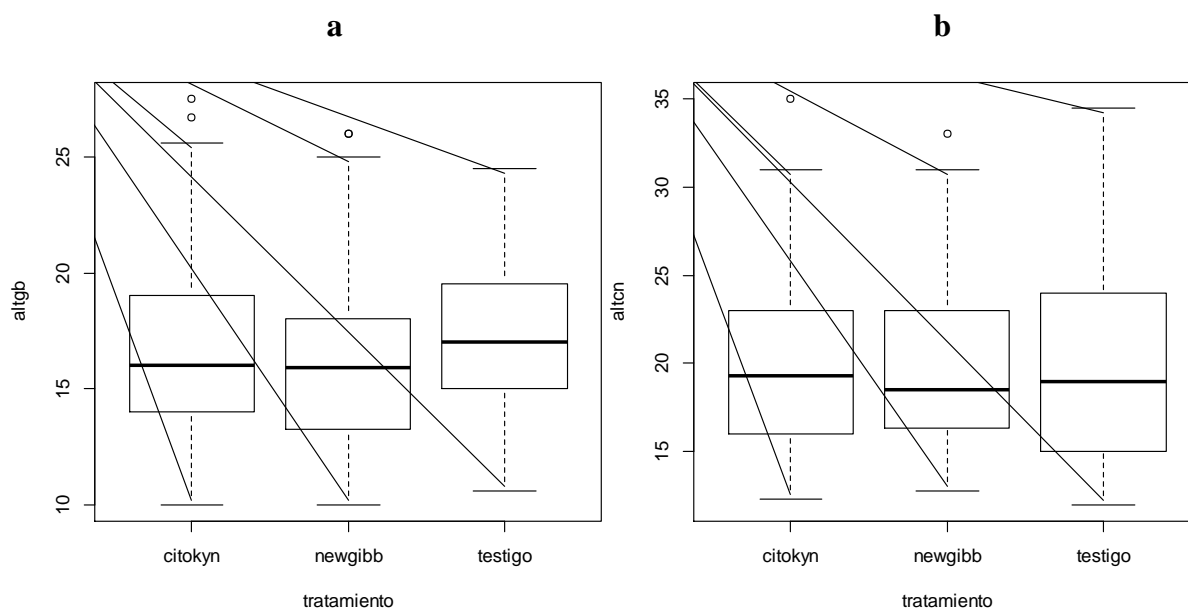 a
altgb
25
20
15
10
citokyn newgibb testigo
tratamiento
b
altcn
35
30
25
20
15
citokyn newgibb testigo
tratamiento